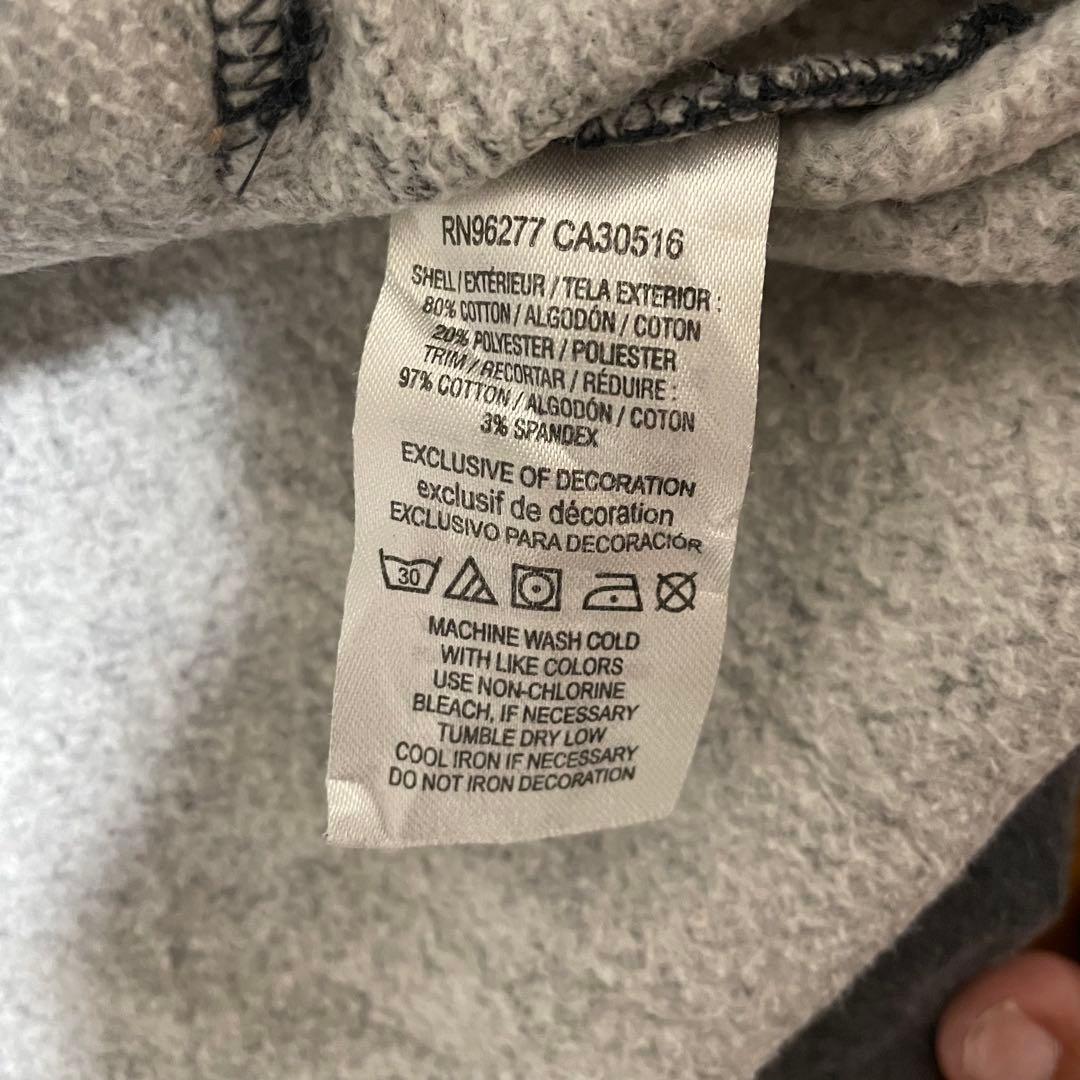 RN96277 CA30516
SHELL / EXTÉRIEUR / TELA EXTERIOR :
80% COTTON / ALGODÓN / COTON
20% POLYESTER / POLIESTER
TRIM / RECORTAR / RÉDUIRE :
97% COTTON / ALGODÓN / COTON
3% SPANDEX
EXCLUSIVE OF DECORATION
exclusif de décoration
EXCLUSIVO PARA DECORACIÓR
30
MACHINE WASH COLD
WITH LIKE COLORS
USE NON-CHLORINE
BLEACH, IF NECESSARY
TUMBLE DRY LOW
COOL IRON IF NECESSARY
DO NOT IRON DECORATION